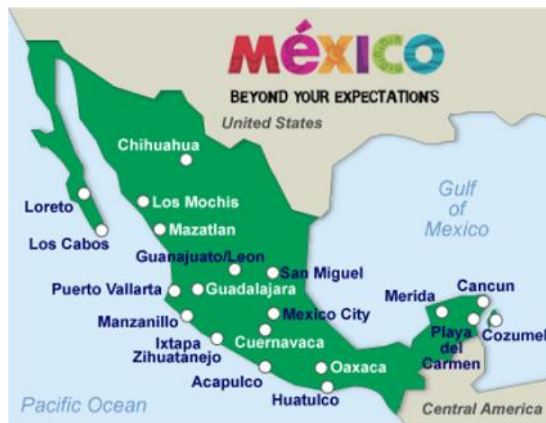 méxico
BEYOND YOUR EXPECTATIONS
United States
Chihuahua
Gulf
of
Mexico
Loreto
Los Mochis
Los Cabos
Mazatlan
Guanajuato/Leon
San Miguel
Puerto Vallarta
Guadalajara
Merida
Cancun
Manzanillo
Mexico City
Playa
del
Carmen
Cozumel
Ixtapa
Zihuatanejo
Cuernavaca
Acapulco
Oaxaca
Huatulco
Pacific Ocean
Central America